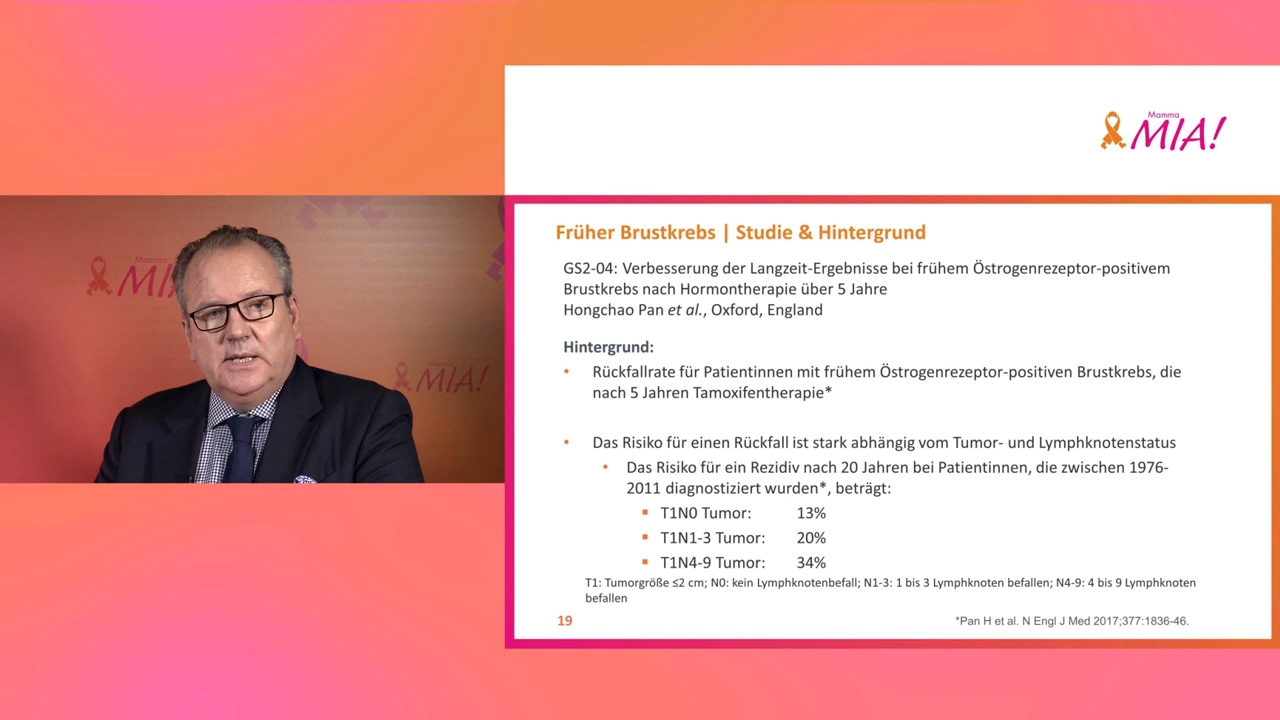 Mamma
MIA!
Mamma
MI
MIA!
Früher Brustkrebs | Studie & Hintergrund
GS2-04: Verbesserung der Langzeit-Ergebnisse bei frühem Östrogenrezeptor-positivem
Brustkrebs nach Hormontherapie über 5 Jahre
Hongchao Pan et al., Oxford, England
Hintergrund:
• Rückfallrate für Patientinnen mit frühem Östrogenrezeptor-positiven Brustkrebs, die
nach 5 Jahren Tamoxifentherapie*
• Das Risiko für einen Rückfall ist stark abhängig vom Tumor- und Lymphknotenstatus
• Das Risiko für ein Rezidiv nach 20 Jahren bei Patientinnen, die zwischen 1976-
2011 diagnostiziert wurden*, beträgt:
▪ T1N0 Tumor: 13%
▪ T1N1-3 Tumor: 20%
▪ T1N4-9 Tumor: 34%
T1: Tumorgröße ≤2 cm; N0: kein Lymphknotenbefall; N1-3: 1 bis 3 Lymphknoten befallen; N4-9: 4 bis 9 Lymphknoten
befallen
19
*Pan H et al. N Engl J Med 2017;377:1836-46.